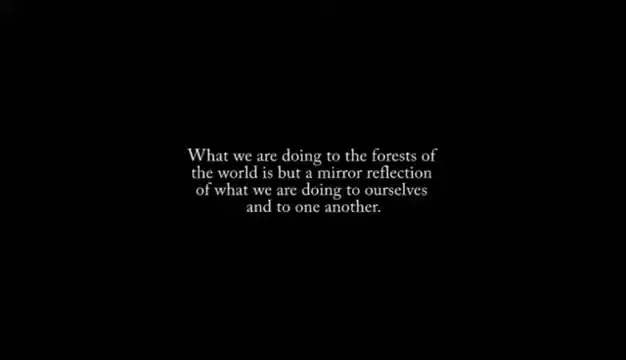 What we are doing to the forests of
the world is but a mirror reflection
of what we are doing to ourselves
and to one another.